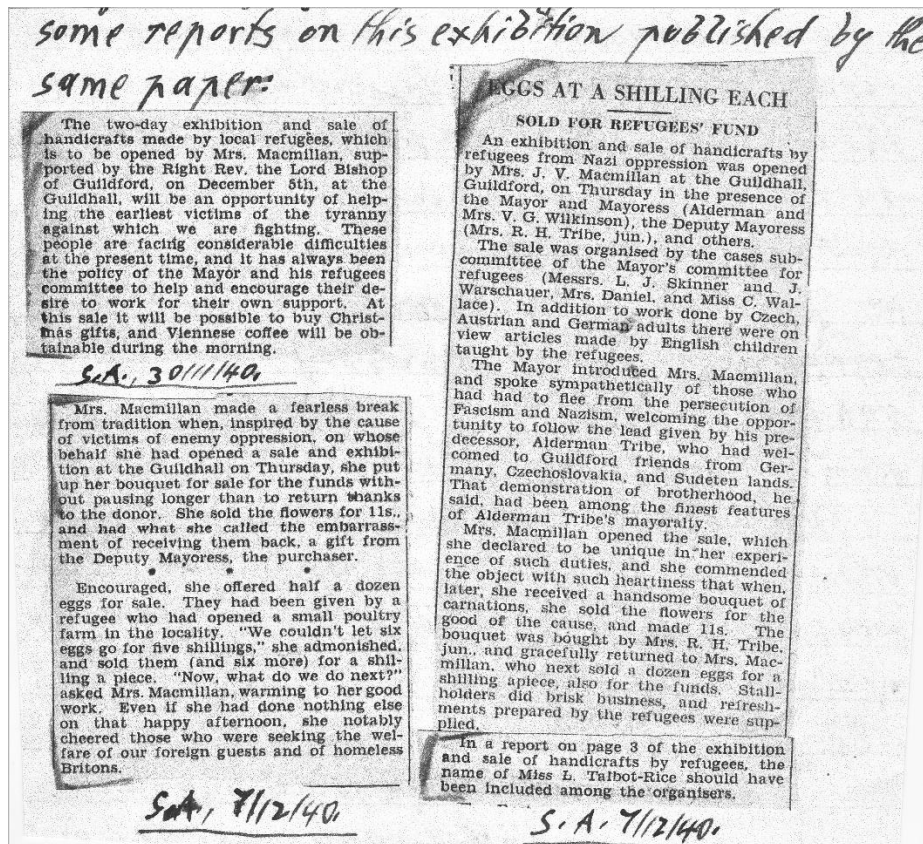 some reports on this exhibition published by the
same paper:
The two-day exhibition and sale of
handicrafts made by local refugees, which
is to be opened by Mrs. Macmillan, sup-
ported by the Right Rev. the Lord Bishop
of Guildford, on December 5th, at the
Guildhall, will be an opportunity of help-
ing the earliest victims of the tyranny
against which we are fighting. These
people are facing considerable difficulties
at the present time, and it has always been
the policy of the Mayor and his refugees
committee to help and encourage their de-
sire to work for their own support. At
this sale it will be possible to buy Christ-
mas gifts, and Viennese coffee will be ob-
tainable during the morning.
S.A., 30/11/40.
Mrs. Macmillan made a fearless break
from tradition when, inspired by the cause
of victims of enemy oppression, on whose
behalf she had opened a sale and exhibi-
tion at the Guildhall on Thursday, she put
up her bouquet for sale for the funds with-
out pausing longer than to return thanks
to the donor. She sold the flowers for 11s.,
and had what she called the embarrass-
ment of receiving them back, a gift from
the Deputy Mayoress, the purchaser.
* * *
Encouraged, she offered half a dozen
eggs for sale. They had been given by a
refugee who had opened a small poultry
farm in the locality. "We couldn't let six
eggs go for five shillings," she admonished,
and sold them (and six more) for a shil-
ling a piece. "Now, what do we do next?"
asked Mrs. Macmillan, warming to her good
work. Even if she had done nothing else
on that happy afternoon, she notably
cheered those who were seeking the wel-
fare of our foreign guests and of homeless
Britons.
S.A., 7/12/40.
EGGS AT A SHILLING EACH
SOLD FOR REFUGEES' FUND
An exhibition and sale of handicrafts by
refugees from Nazi oppression was opened
by Mrs. J. V. Macmillan at the Guildhall,
Guildford, on Thursday in the presence of
the Mayor and Mayoress (Alderman and
Mrs. V. G. Wilkinson), the Deputy Mayoress
(Mrs. R. H. Tribe, jun.), and others.
The sale was organised by the cases sub-
committee of the Mayor's committee for
refugees (Messrs. L. J. Skinner and J.
Warschauer, Mrs. Daniel, and Miss C. Wal-
lace). In addition to work done by Czech,
Austrian and German adults there were on
view articles made by English children
taught by the refugees.
The Mayor introduced Mrs. Macmillan,
and spoke sympathetically of those who
had had to flee from the persecution of
Fascism and Nazism, welcoming the oppor-
tunity to follow the lead given by his pre-
decessor, Alderman Tribe, who had wel-
comed to Guildford friends from Ger-
many, Czechoslovakia, and Sudeten lands.
That demonstration of brotherhood, he
said, had been among the finest features
of Alderman Tribe's mayoralty.
Mrs. Macmillan opened the sale, which
she declared to be unique in her experi-
ence of such duties, and she commended
the object with such heartiness that when,
later, she received a handsome bouquet of
carnations, she sold the flowers for the
good of the cause, and made 11s. The
bouquet was bought by Mrs. R. H. Tribe,
jun., and gracefully returned to Mrs. Mac-
millan, who next sold a dozen eggs for a
shilling apiece, also for the funds. Stall-
holders did brisk business, and refresh-
ments prepared by the refugees were sup-
plied.
In a report on page 3 of the exhibition
and sale of handicrafts by refugees, the
name of Miss L. Talbot-Rice should have
been included among the organisers.
S.A. 7/12/40.